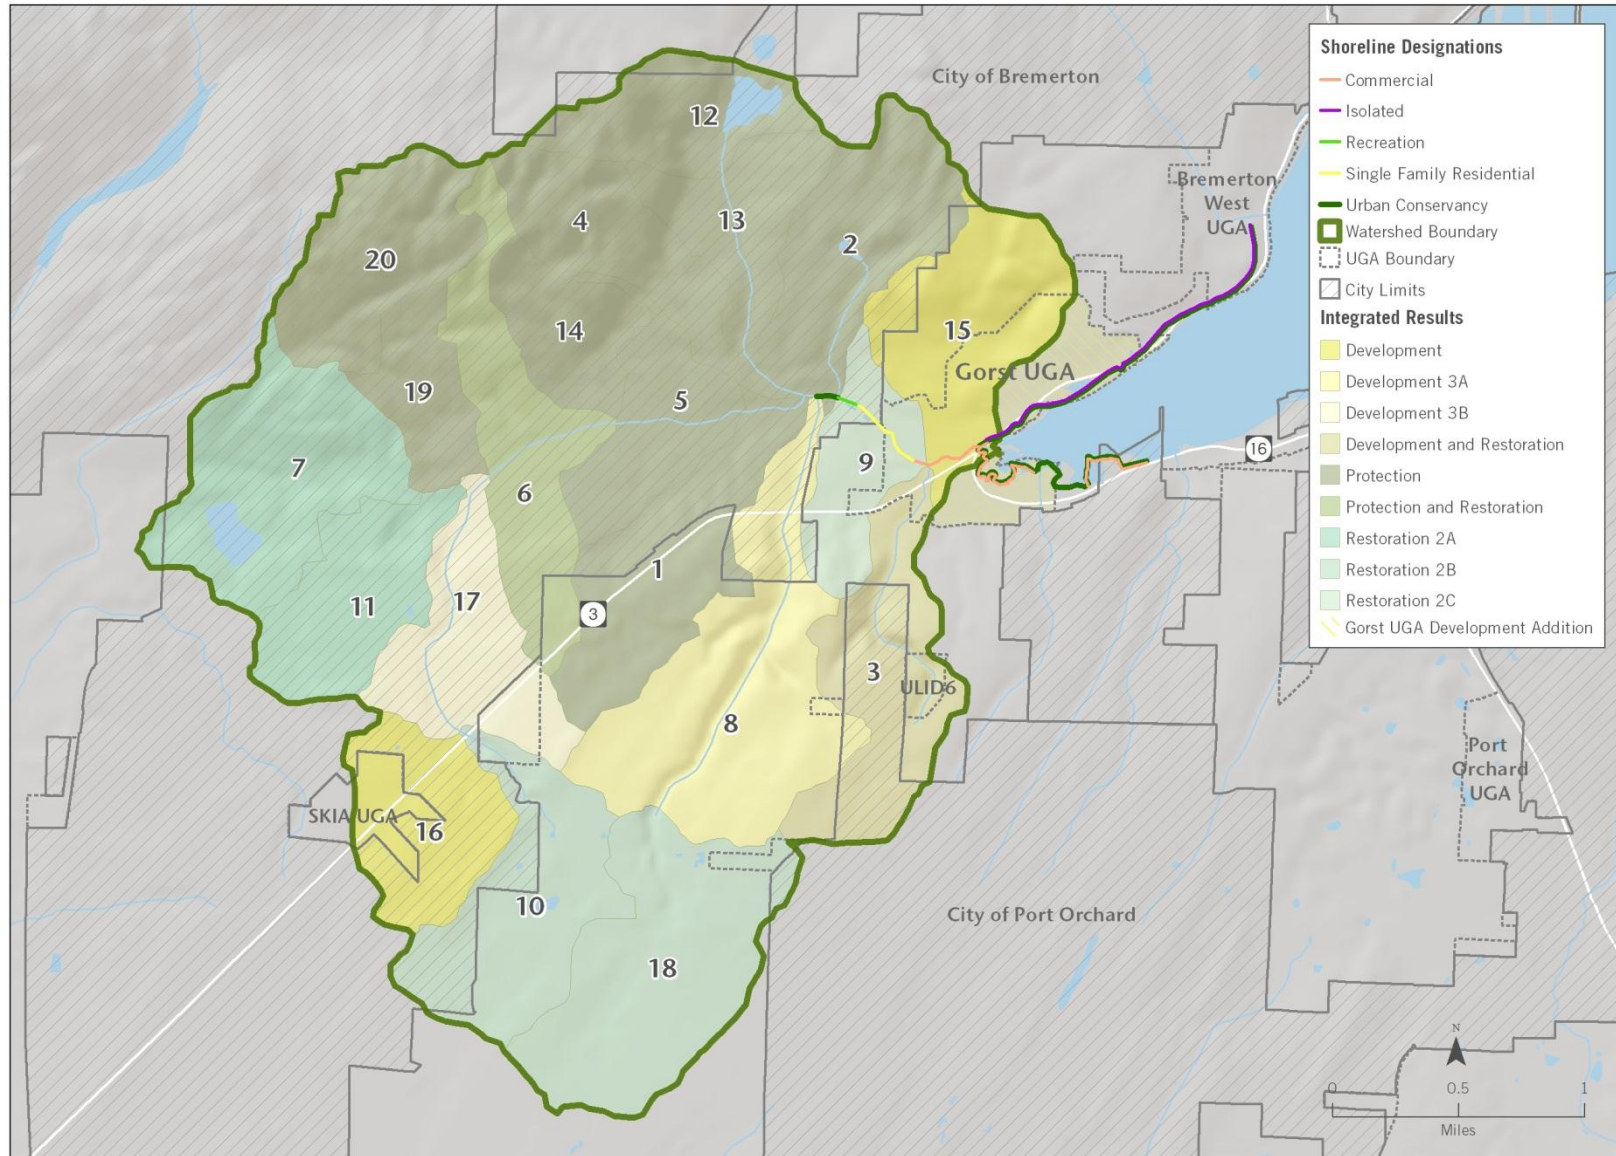 City of Bremerton
Bremerton
West
UGA
12
4
13
2
20
15
14
Gorst UGA
19
5
7
9
6
16
1
17
11
3
3
ULID6
8
SKIA UGA
16
10
18
City of Port Orchard
Port
Orchard
UGA
Shoreline Designations
Commercial
Isolated
Recreation
Single Family Residential
Urban Conservancy
Watershed Boundary
UGA Boundary
City Limits
Integrated Results
Development
Development 3A
Development 3B
Development and Restoration
Protection
Protection and Restoration
Restoration 2A
Restoration 2B
Restoration 2C
Gorst UGA Development Addition
N
0 0.5 1
Miles